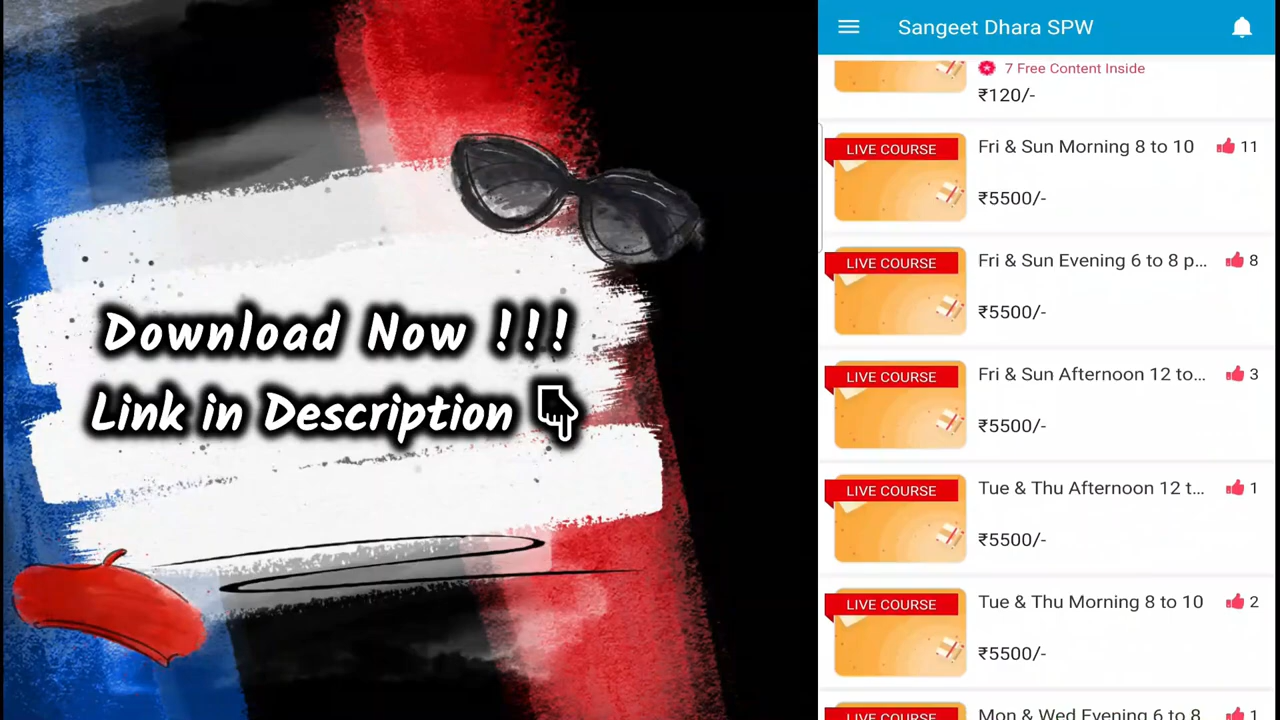 Download Now !!!
Link in Description
Sangeet Dhara SPW
7 Free Content Inside
₹120/-
LIVE COURSE
Fri & Sun Morning 8 to 10
11
₹5500/-
LIVE COURSE
Fri & Sun Evening 6 to 8 p...
8
₹5500/-
LIVE COURSE
Fri & Sun Afternoon 12 to...
3
₹5500/-
LIVE COURSE
Tue & Thu Afternoon 12 t...
1
₹5500/-
LIVE COURSE
Tue & Thu Morning 8 to 10
2
₹5500/-
LIVE COURSE
Mon & Wed Evening 6 to 8
1